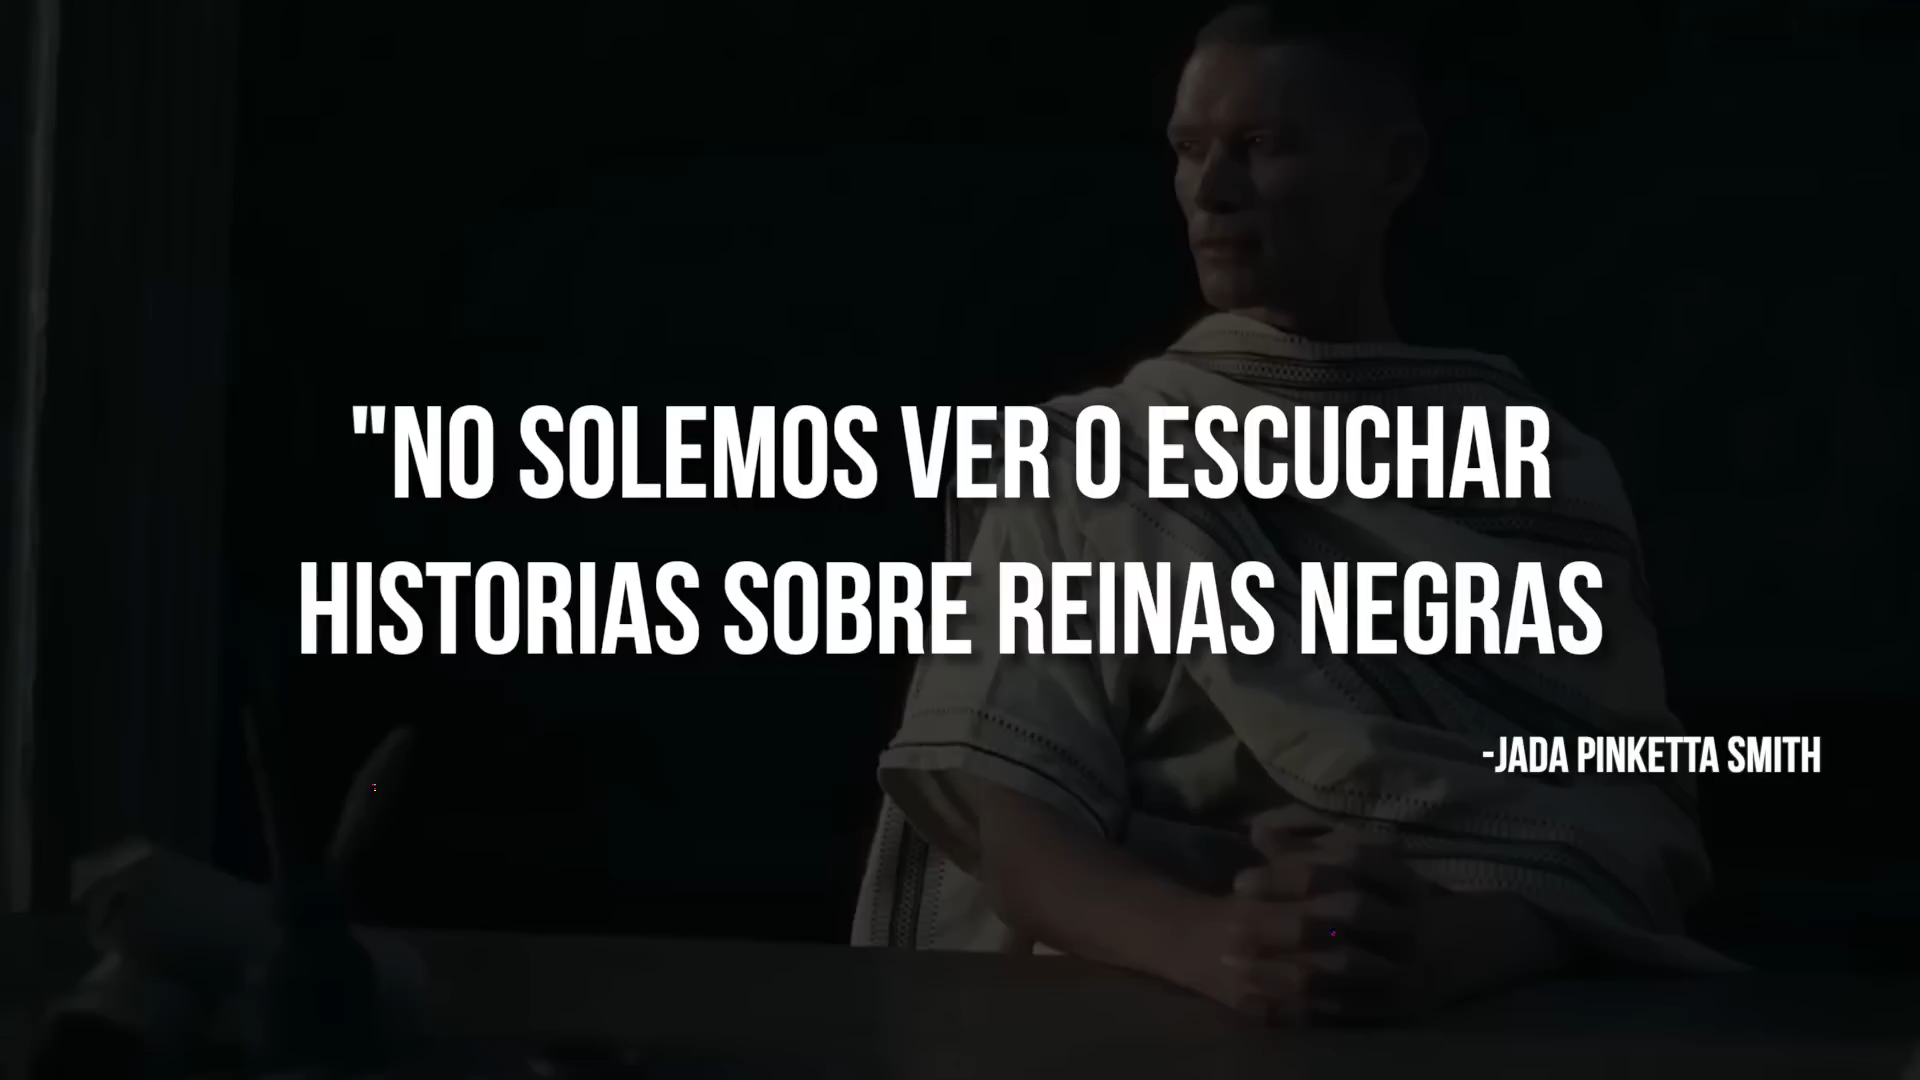 "NO SOLEMOS VER O ESCUCHAR
HISTORIAS SOBRE REINAS NEGRAS
-JADA PINKETTA SMITH